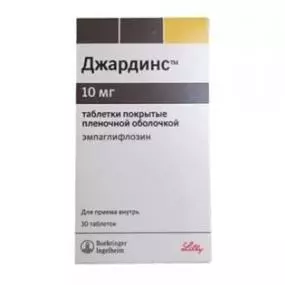 Джардинс™
10 мг
таблетки покрытые
пленочной оболочкой
эмпаглифлозин
Для приема внутрь
30 таблеток
Boehringer
Ingelheim
Lilly